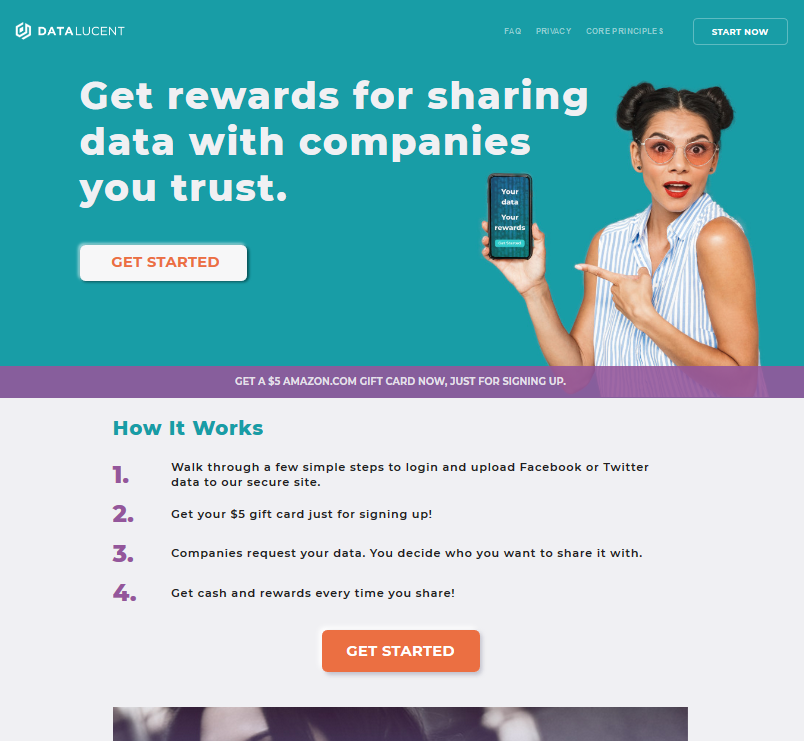 DATALUCENT
FAQ
PRIVACY
CORE PRINCIPLES
START NOW
Get rewards for sharing
data with companies
you trust.
Your
data
Your
rewards
Get Started
GET STARTED
GET A $5 AMAZON.COM GIFT CARD NOW, JUST FOR SIGNING UP.
How It Works
1.
Walk through a few simple steps to login and upload Facebook or Twitter
data to our secure site.
2.
Get your $5 gift card just for signing up!
3.
Companies request your data. You decide who you want to share it with.
4.
Get cash and rewards every time you share!
GET STARTED